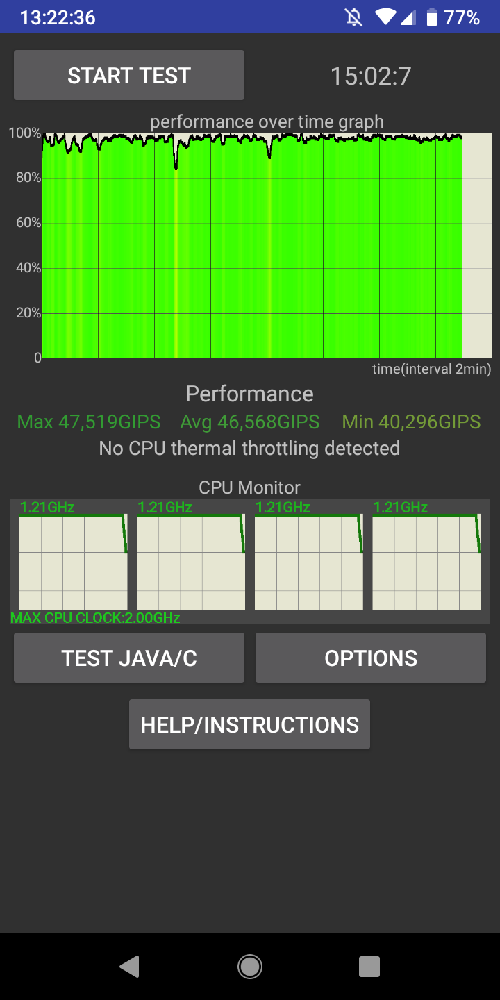 13:22:36 77%
START TEST 15:02:7
performance over time graph
100%
80%
60%
40%
20%
0
time(interval 2min)
Performance
Max 47,519GIPS Avg 46,568GIPS Min 40,296GIPS
No CPU thermal throttling detected
CPU Monitor
1.21GHz 1.21GHz 1.21GHz 1.21GHz
MAX CPU CLOCK:2.00GHz
TEST JAVA/C OPTIONS
HELP/INSTRUCTIONS